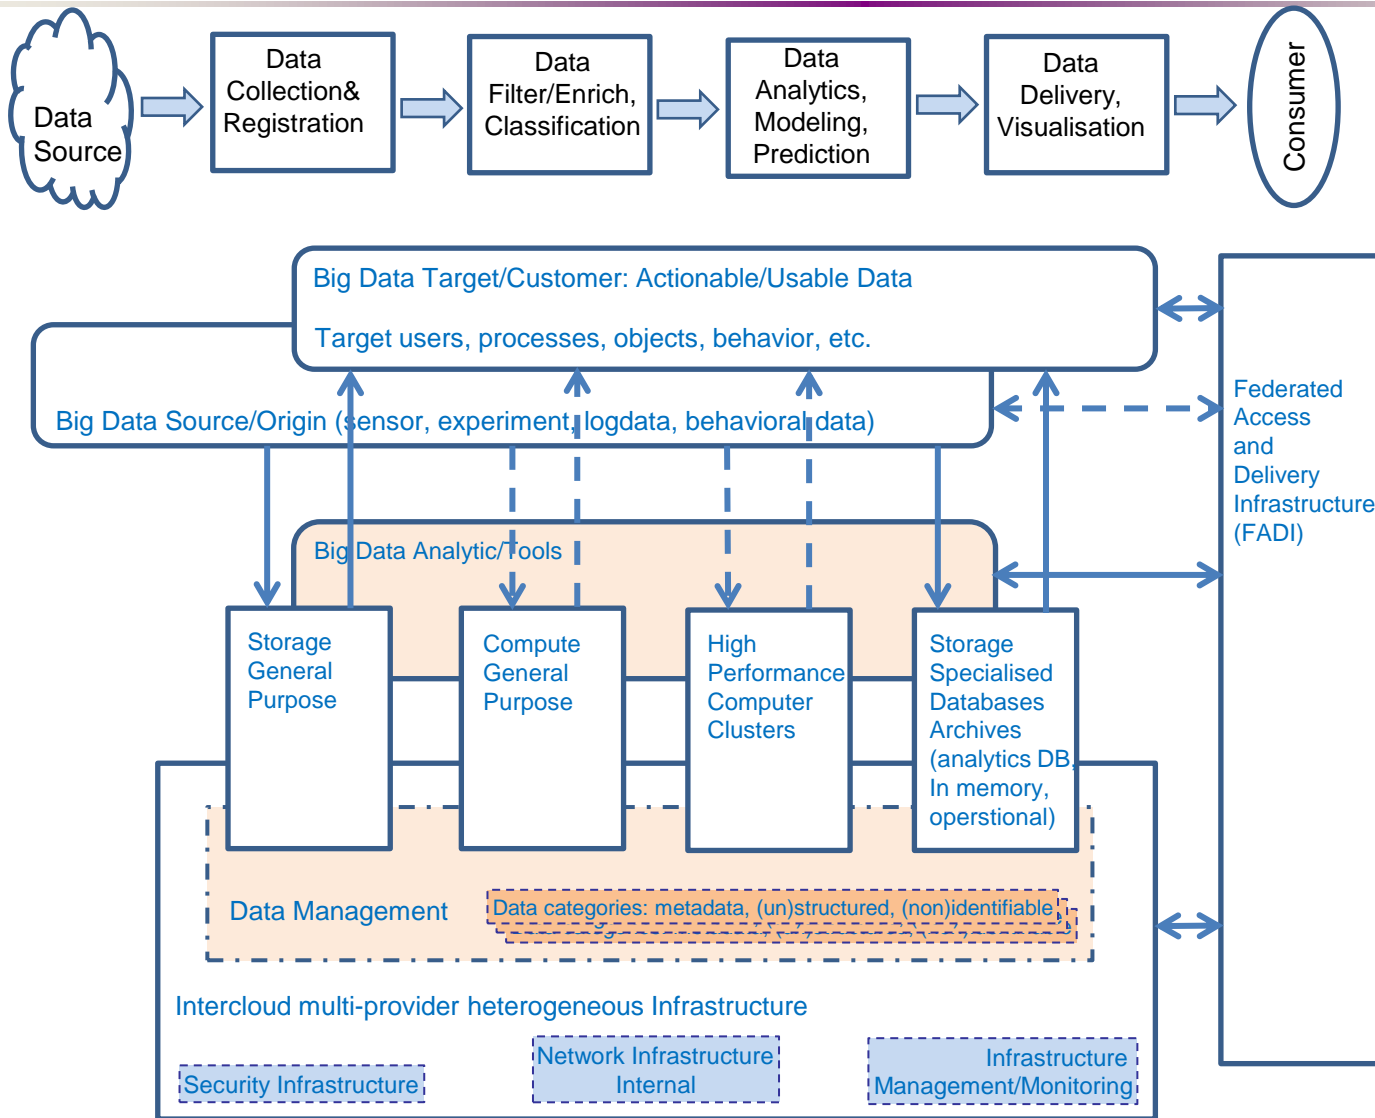 Data
Source
Data
Collection&
Registration
Data
Filter/Enrich,
Classification
Data
Analytics,
Modeling,
Prediction
Data
Delivery,
Visualisation
Consumer
Big Data Target/Customer: Actionable/Usable Data
Target users, processes, objects, behavior, etc.
Big Data Source/Origin (sensor, experiment, logdata, behavioral data)
Federated
Access
and
Delivery
Infrastructure
(FADI)
Big Data Analytic/Tools
Storage
General
Purpose
Compute
General
Purpose
High
Performance
Computer
Clusters
Storage
Specialised
Databases
Archives
(analytics DB,
In memory,
operstional)
Data Management
Data categories: metadata, (un)structured, (non)identifiable
Intercloud multi-provider heterogeneous Infrastructure
Security Infrastructure
Network Infrastructure
Internal
Infrastructure
Management/Monitoring